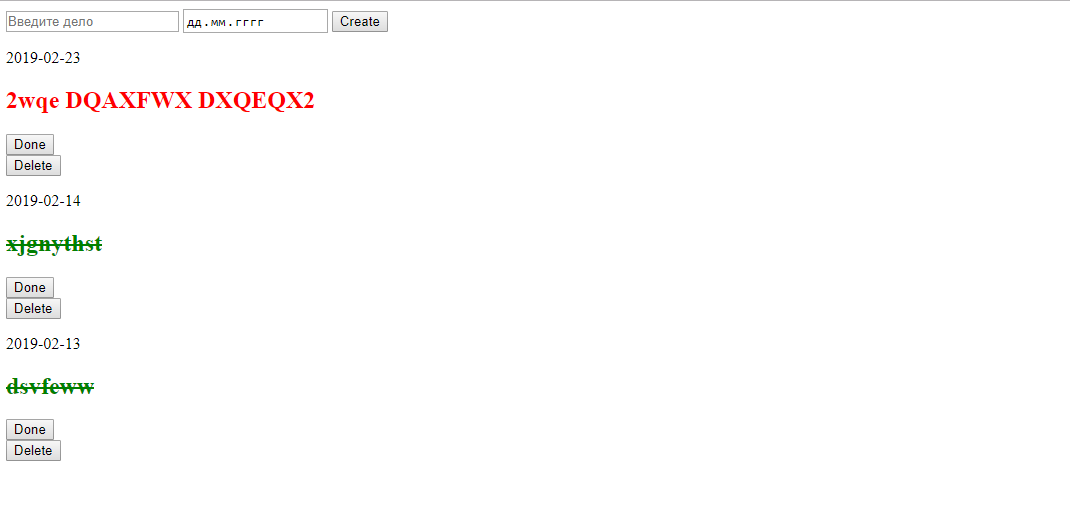 Введите дело дд.мм.гггг Create
2019-02-23
2wqe DQAXFWX DXQEQX2
Done
Delete
2019-02-14
xjgnythst
Done
Delete
2019-02-13
dsvfeww
Done
Delete